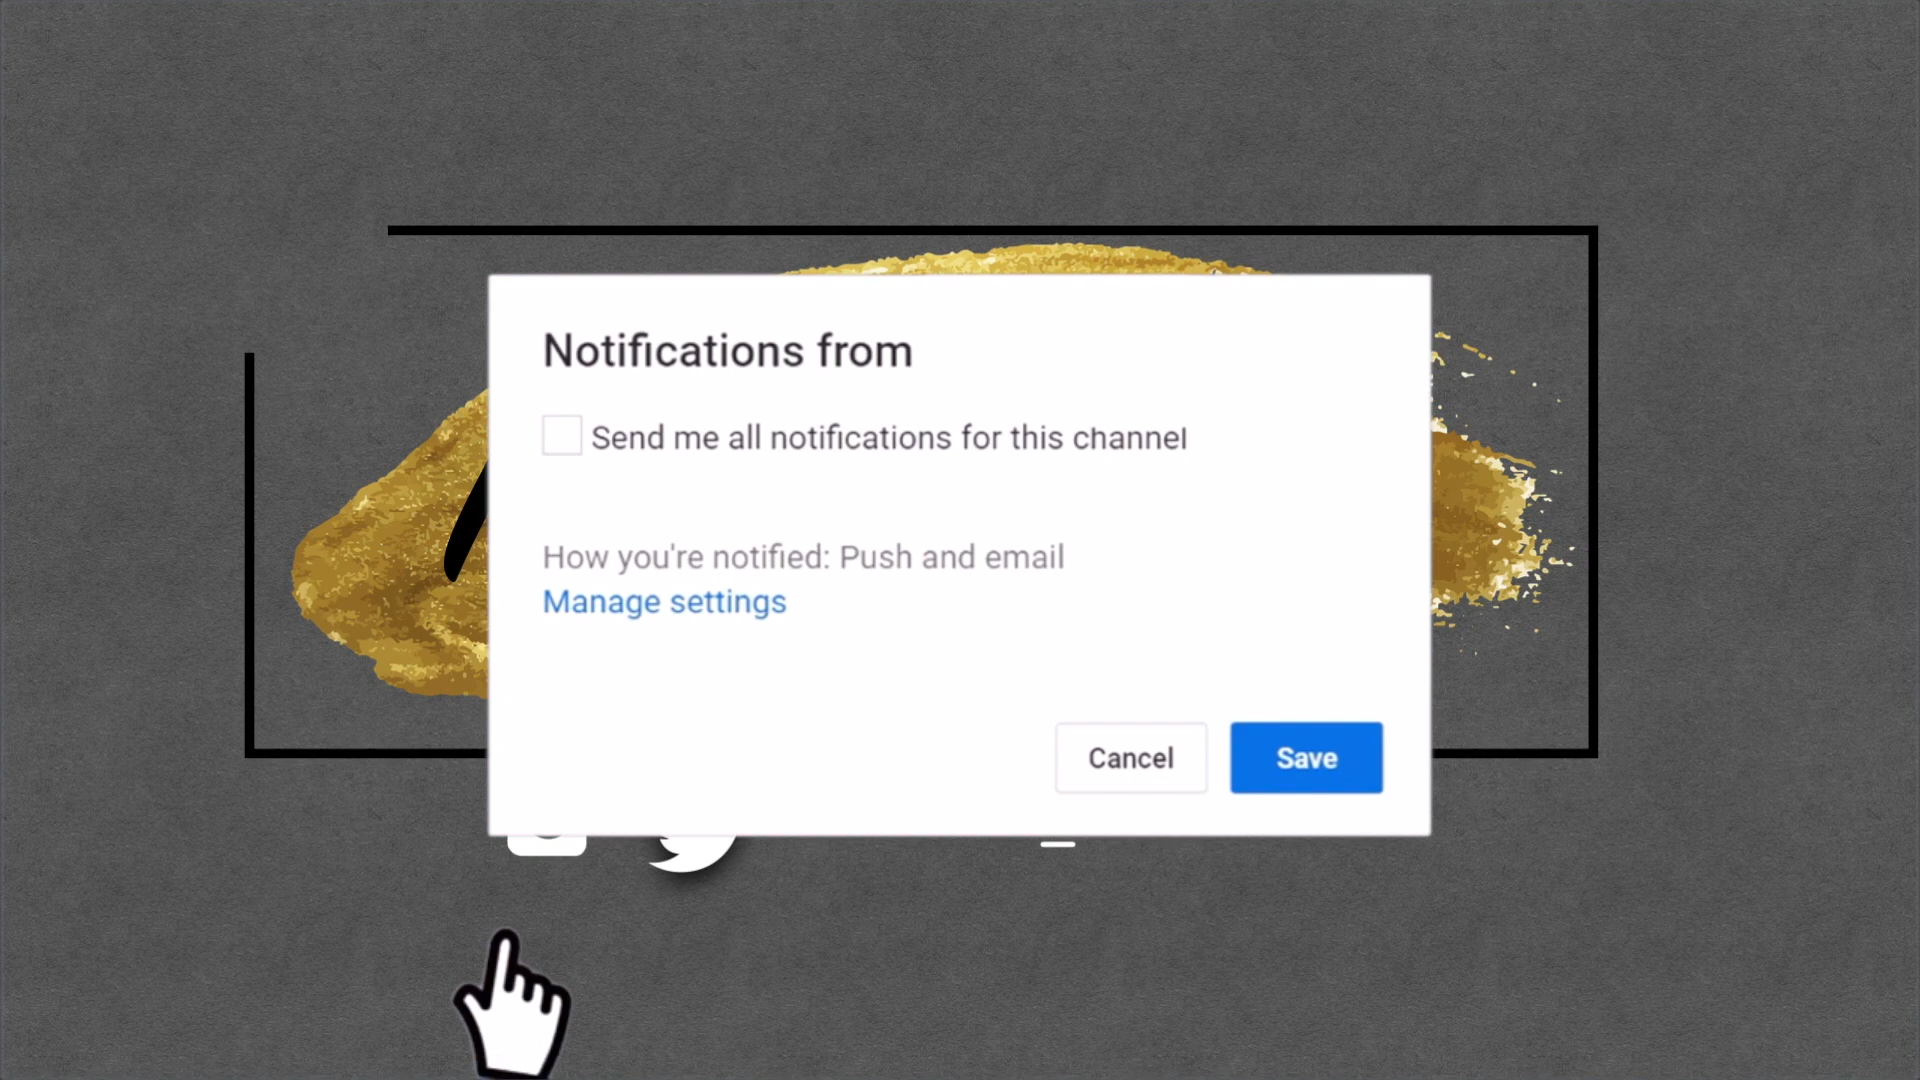 Notifications from
Send me all notifications for this channel
How you're notified: Push and email
Manage settings
Cancel
Save